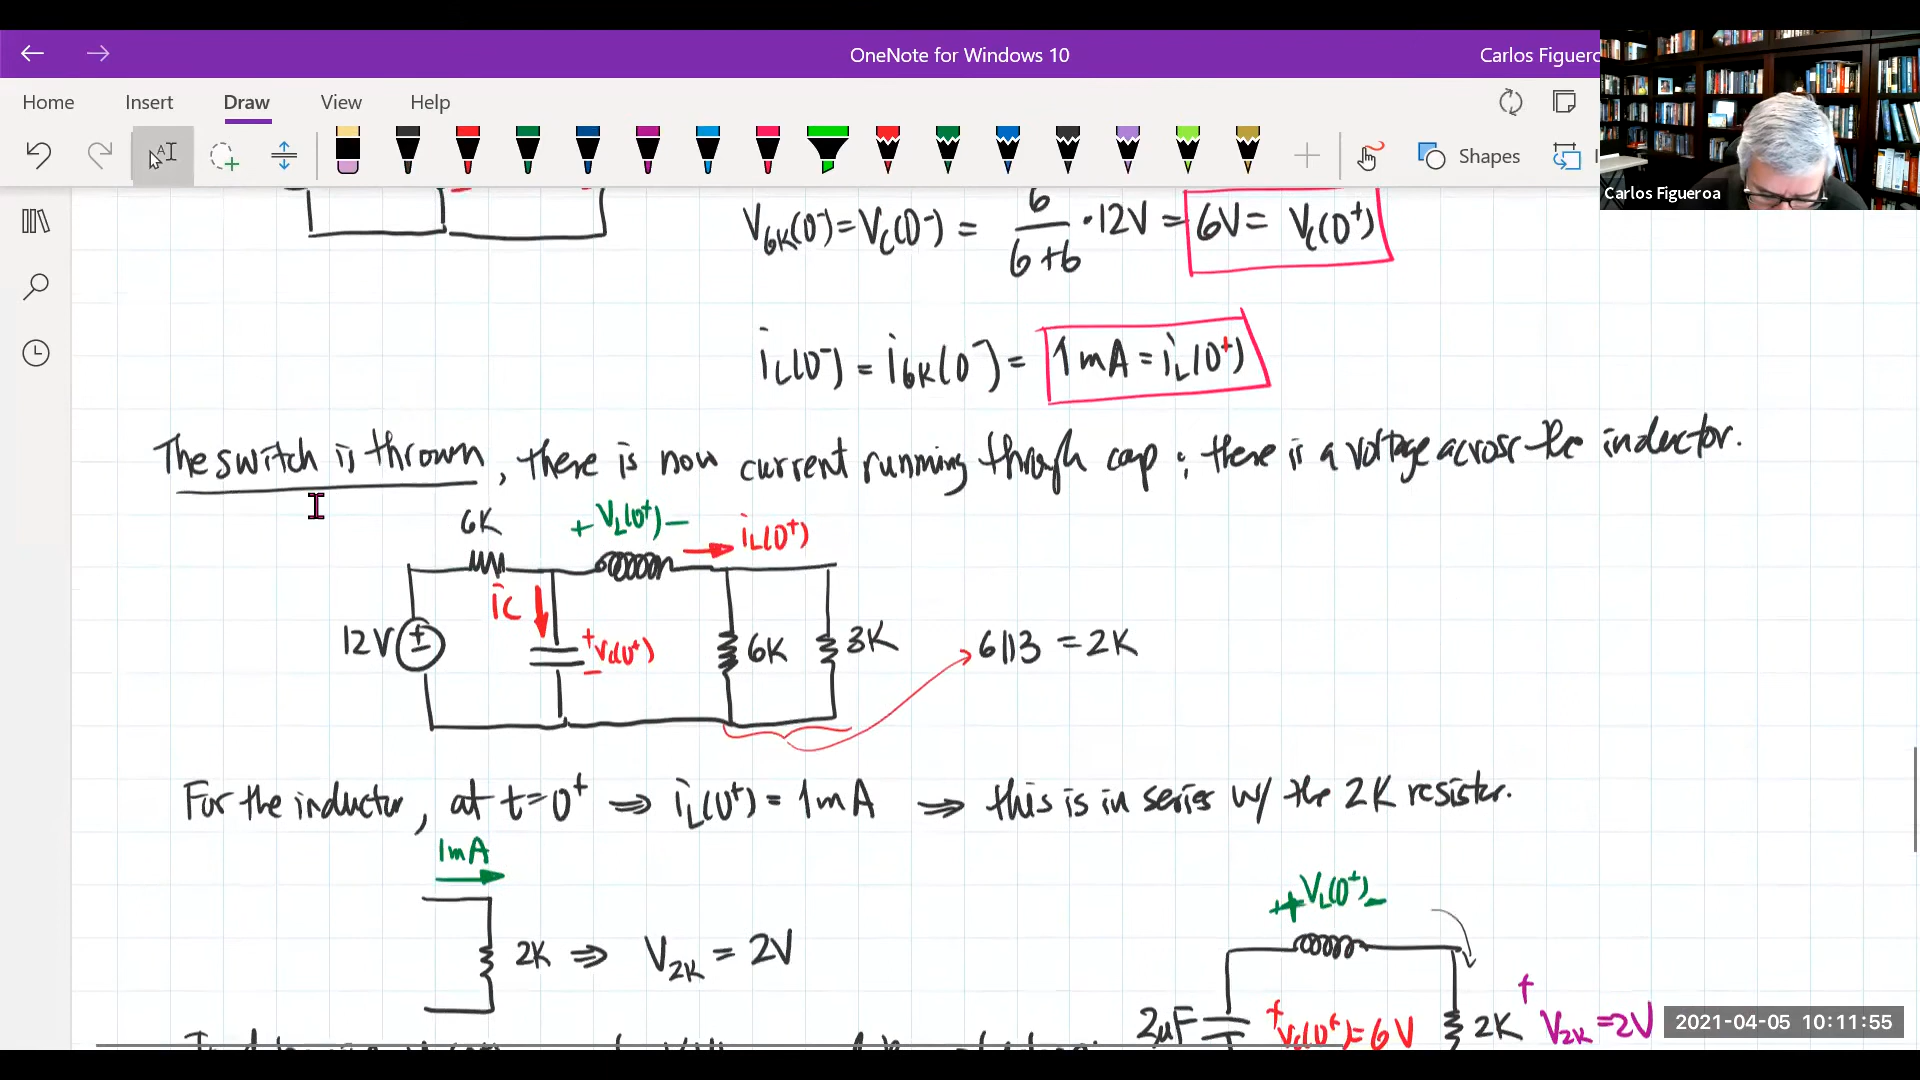 OneNote for Windows 10
Carlos Figuero
Home Insert Draw View Help
Shapes
Carlos Figueroa
V6K(0-) = VC(0-) = 6/6+6 • 12V = 6V = VC(0+)
iL(0-) = i6K(0-) = 1mA = iL(0+)
The switch is thrown, there is now current running through cap ; there is a voltage across the inductor.
6K + VL(0+) - iL(0+)
iC
12V + - + VC(0+) - 6K 3K 6||3 = 2K
For the inductor, at t=0+ ⇒ iL(0+) = 1mA ⇒ this is in series w/ the 2K resistor.
1mA
++VL(0+)-
2K ⇒ V2K = 2V
2uF + VC(0+)=6V 2K + V2K =2V
2021-04-05 10:11:55